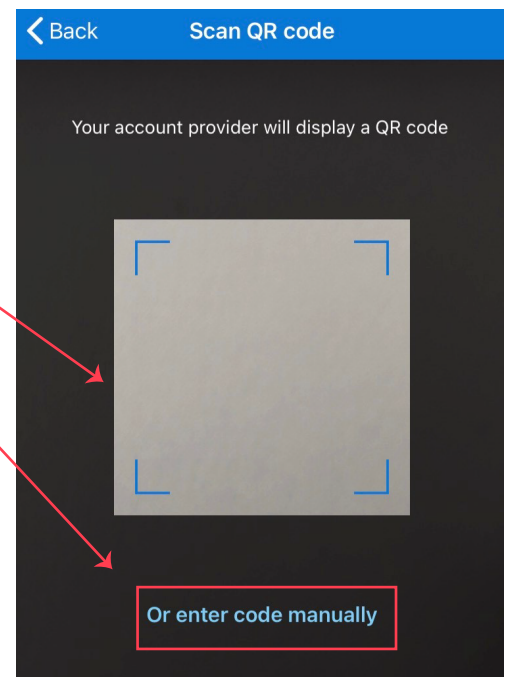 Back Scan QR code
Your account provider will display a QR code
Or enter code manually